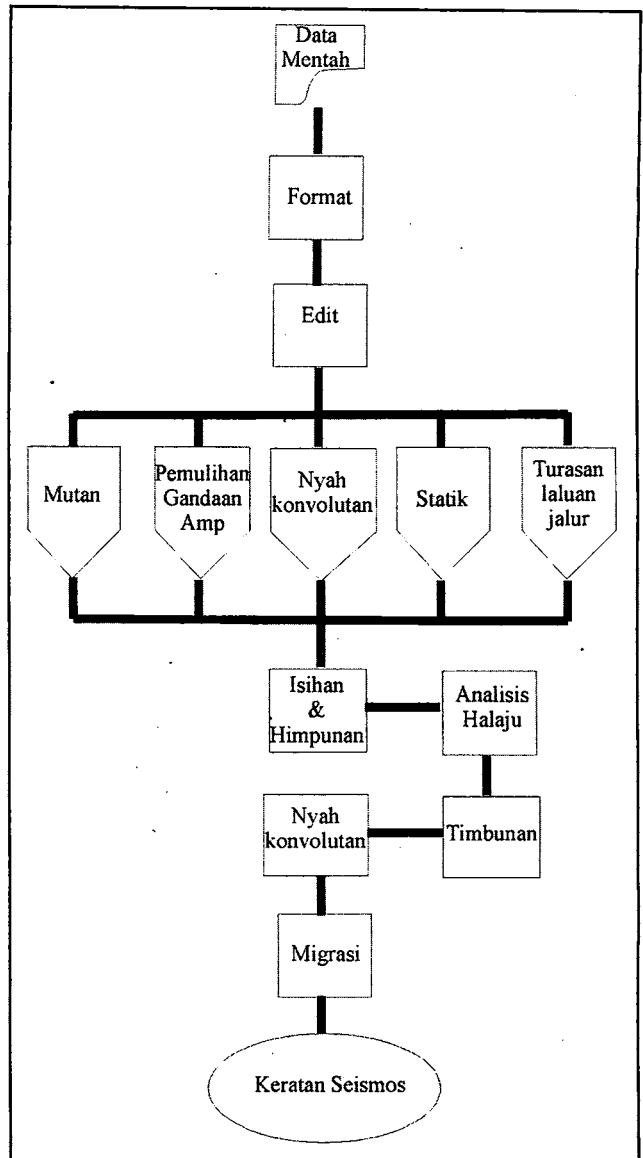 Data
Mentah
Format
Edit
Mutan
Pemulihan
Gandaan
Amp
Nyah
konvolutan
Statik
Turasan
laluan
jalur
Isihan
&
Himpunan
Analisis
Halaju
Nyah
konvolutan
Timbunan
Migrasi
Keratan Seismos